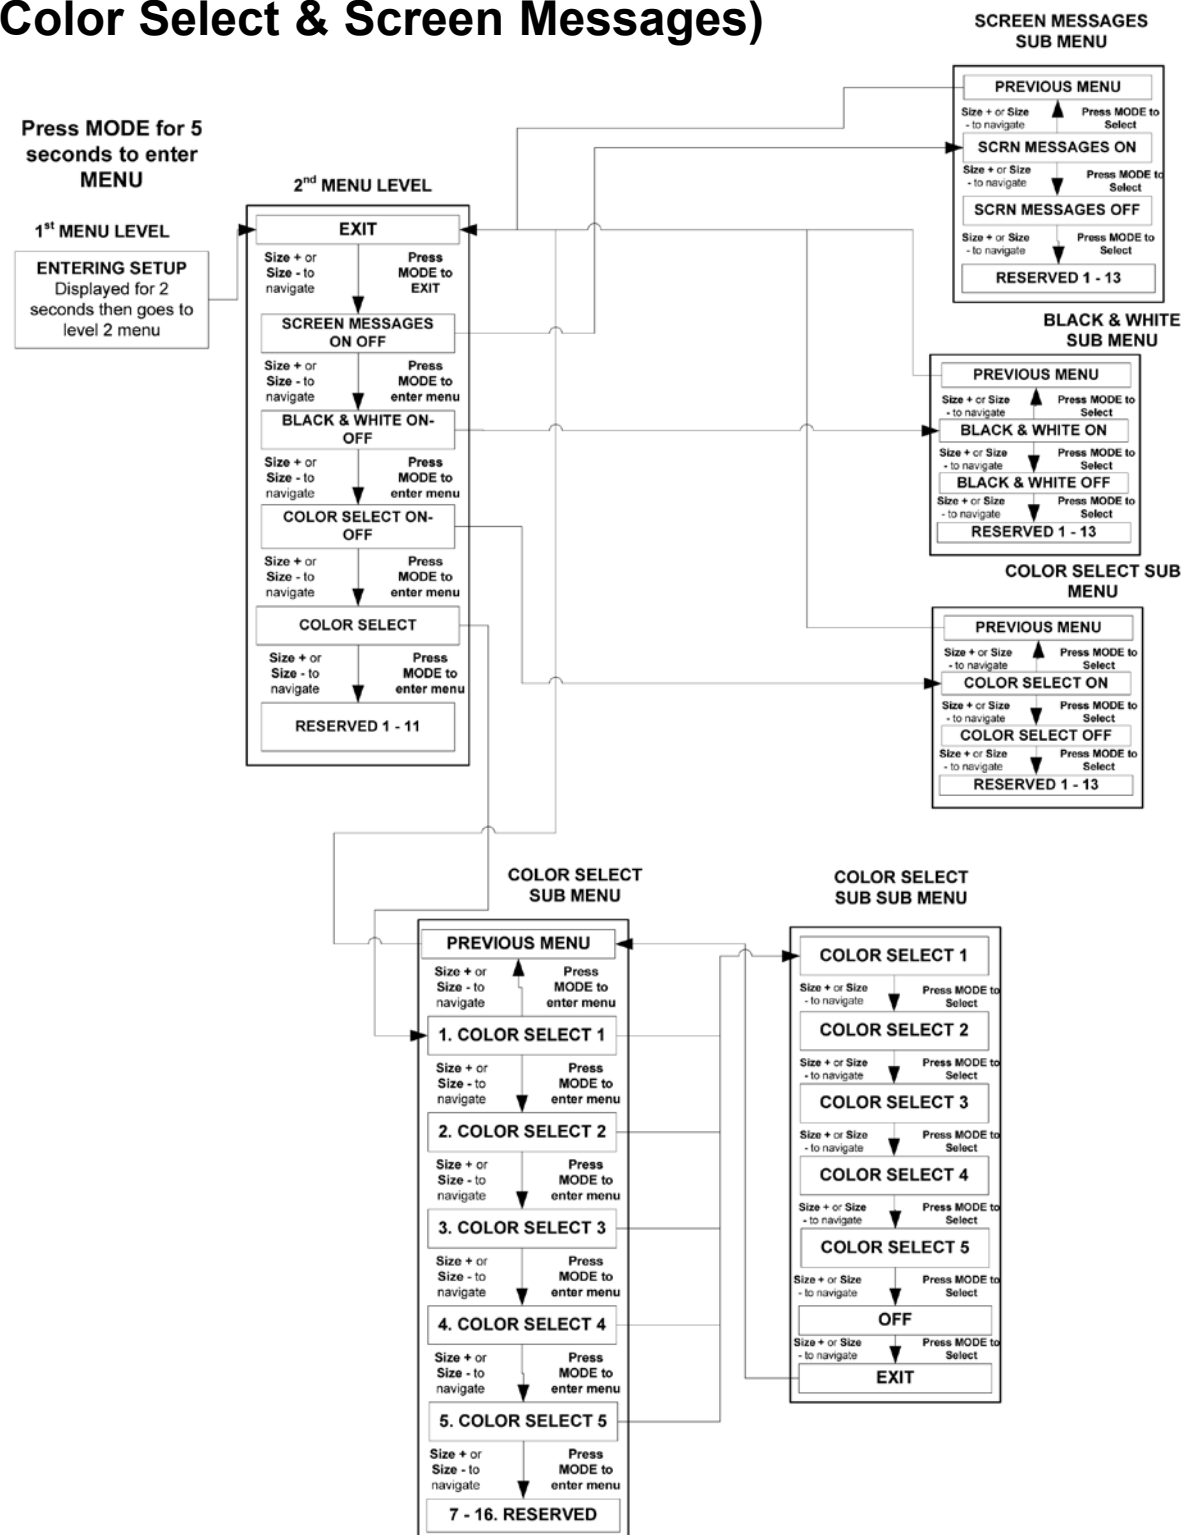 Color Select & Screen Messages)
Press MODE for 5
seconds to enter
MENU
1st MENU LEVEL
ENTERING SETUP
Displayed for 2
seconds then goes to
level 2 menu
2nd MENU LEVEL
EXIT
Size + or
Size - to
navigate
Press
MODE to
EXIT
SCREEN MESSAGES
ON OFF
Size + or
Size - to
navigate
Press
MODE to
enter menu
BLACK & WHITE ON-
OFF
Size + or
Size - to
navigate
Press
MODE to
enter menu
COLOR SELECT ON-
OFF
Size + or
Size - to
navigate
Press
MODE to
enter menu
COLOR SELECT
Size + or
Size - to
navigate
Press
MODE to
enter menu
RESERVED 1 - 11
SCREEN MESSAGES
SUB MENU
PREVIOUS MENU
Size + or Size
- to navigate
Press MODE to
Select
SCRN MESSAGES ON
Size + or Size
- to navigate
Press MODE to
Select
SCRN MESSAGES OFF
Size + or Size
- to navigate
Press MODE to
Select
RESERVED 1 - 13
BLACK & WHITE
SUB MENU
PREVIOUS MENU
Size + or Size
- to navigate
Press MODE to
Select
BLACK & WHITE ON
Size + or Size
- to navigate
Press MODE to
Select
BLACK & WHITE OFF
Size + or Size
- to navigate
Press MODE to
Select
RESERVED 1 - 13
COLOR SELECT SUB
MENU
PREVIOUS MENU
Size + or Size
- to navigate
Press MODE to
Select
COLOR SELECT ON
Size + or Size
- to navigate
Press MODE to
Select
COLOR SELECT OFF
Size + or Size
- to navigate
Press MODE to
Select
RESERVED 1 - 13
COLOR SELECT
SUB MENU
PREVIOUS MENU
Size + or
Size - to
navigate
Press
MODE to
enter menu
1. COLOR SELECT 1
Size + or
Size - to
navigate
Press
MODE to
enter menu
2. COLOR SELECT 2
Size + or
Size - to
navigate
Press
MODE to
enter menu
3. COLOR SELECT 3
Size + or
Size - to
navigate
Press
MODE to
enter menu
4. COLOR SELECT 4
Size + or
Size - to
navigate
Press
MODE to
enter menu
5. COLOR SELECT 5
Size + or
Size - to
navigate
Press
MODE to
enter menu
7 - 16. RESERVED
COLOR SELECT
SUB SUB MENU
COLOR SELECT 1
Size + or Size
- to navigate
Press MODE to
Select
COLOR SELECT 2
Size + or Size
- to navigate
Press MODE to
Select
COLOR SELECT 3
Size + or Size
- to navigate
Press MODE to
Select
COLOR SELECT 4
Size + or Size
- to navigate
Press MODE to
Select
COLOR SELECT 5
Size + or Size
- to navigate
Press MODE to
Select
OFF
Size + or Size
- to navigate
Press MODE to
Select
EXIT